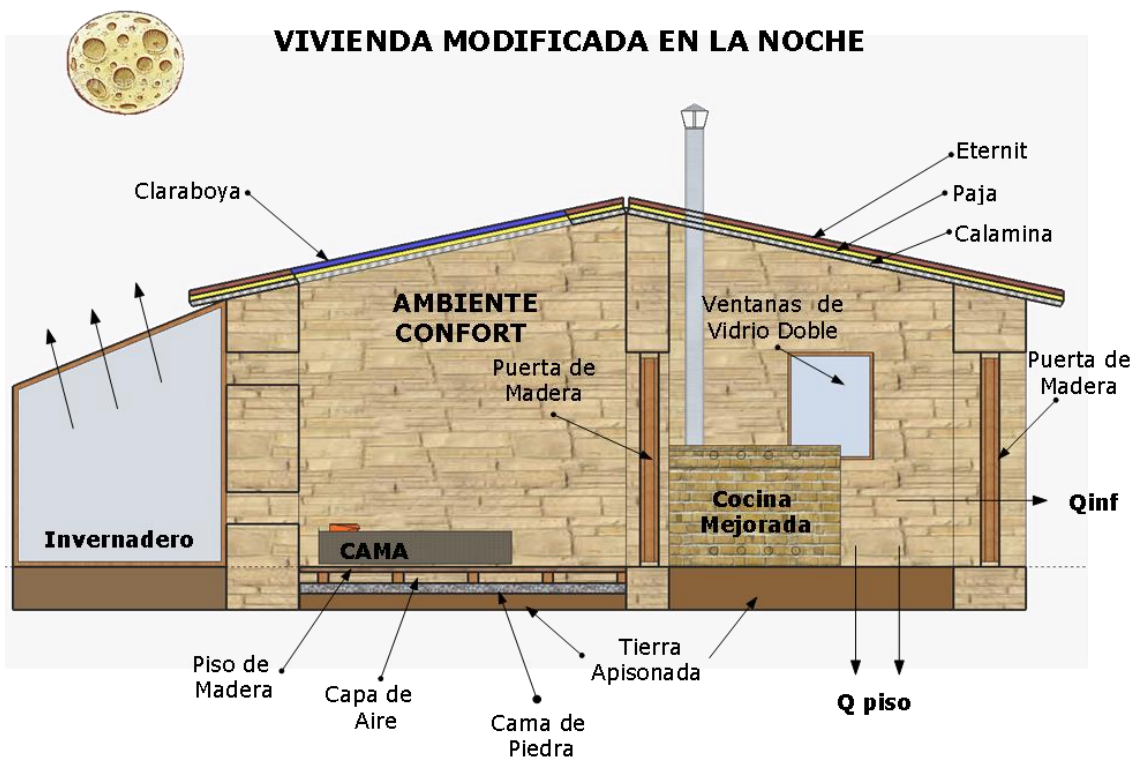 VIVIENDA MODIFICADA EN LA NOCHE
Eternit
Paja
Calamina
Claraboya
AMBIENTE
CONFORT
Ventanas de
Vidrio Doble
Puerta de
Madera
Puerta de
Madera
Cocina
Mejorada
Qinf
Invernadero
CAMA
Piso de
Madera
Capa de
Aire
Cama de
Piedra
Tierra
Apisonada
Q piso